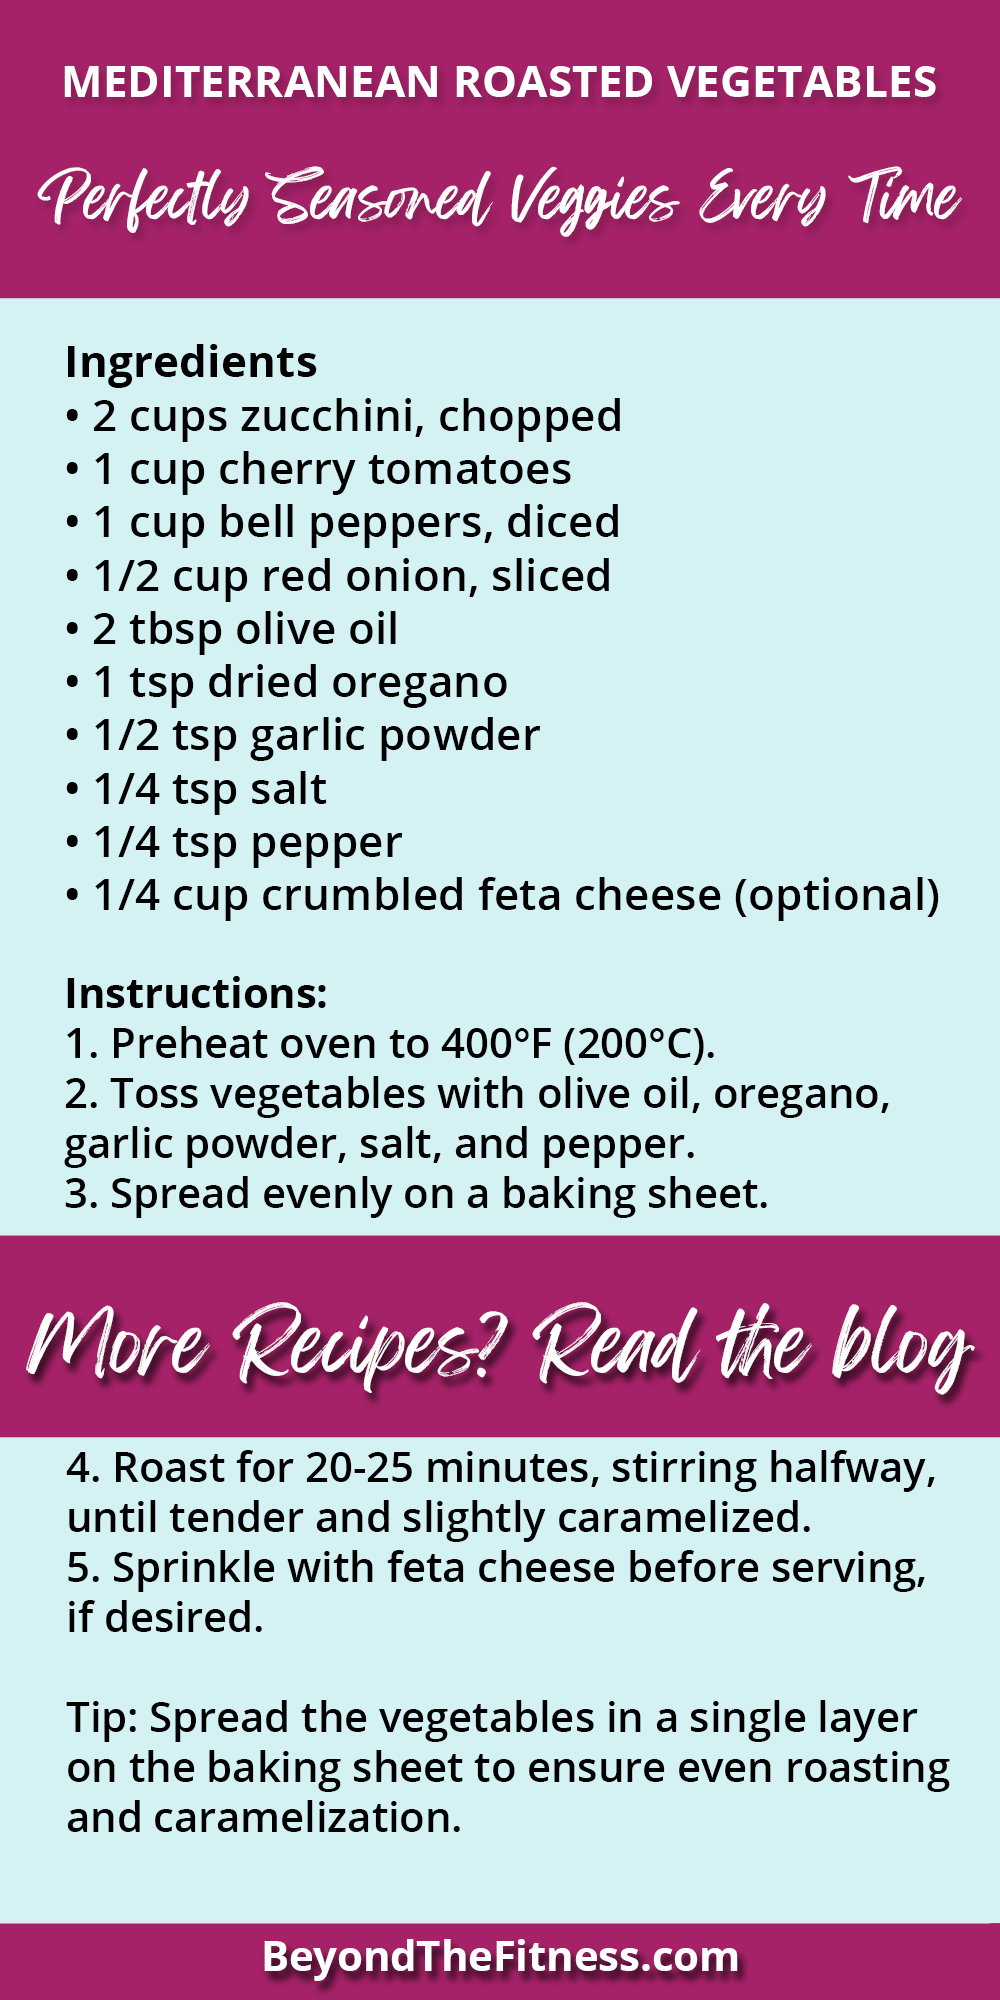 MEDITERRANEAN ROASTED VEGETABLES
Perfectly Seasoned Veggies Every Time
Ingredients
• 2 cups zucchini, chopped
• 1 cup cherry tomatoes
• 1 cup bell peppers, diced
• 1/2 cup red onion, sliced
• 2 tbsp olive oil
• 1 tsp dried oregano
• 1/2 tsp garlic powder
• 1/4 tsp salt
• 1/4 tsp pepper
• 1/4 cup crumbled feta cheese (optional)
Instructions:
1. Preheat oven to 400°F (200°C).
2. Toss vegetables with olive oil, oregano,
garlic powder, salt, and pepper.
3. Spread evenly on a baking sheet.
More Recipes? Read the blog
4. Roast for 20-25 minutes, stirring halfway,
until tender and slightly caramelized.
5. Sprinkle with feta cheese before serving,
if desired.
Tip: Spread the vegetables in a single layer
on the baking sheet to ensure even roasting
and caramelization.
BeyondTheFitness.com